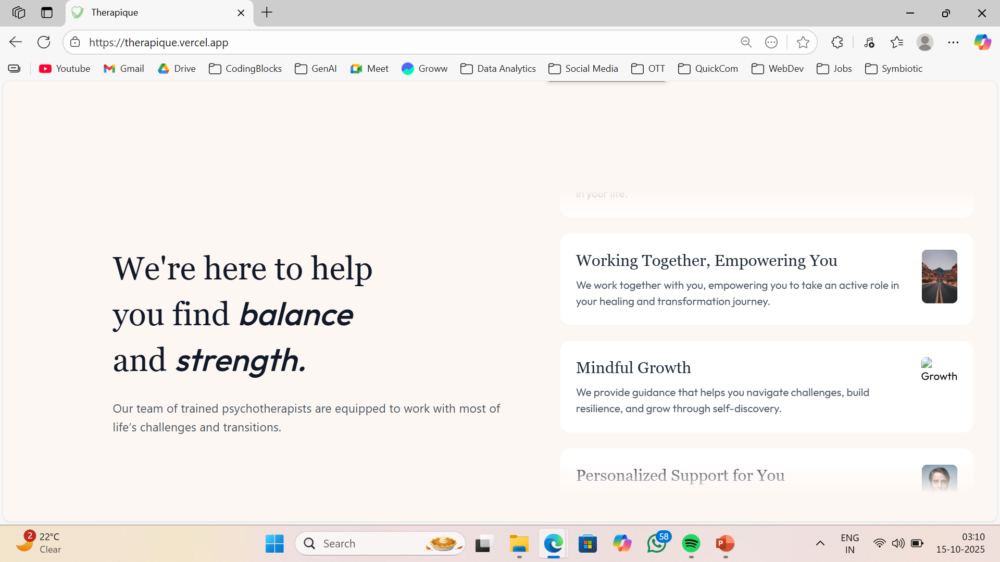 Therapique
https://therapique.vercel.app
Youtube
Gmail
Drive
CodingBlocks
GenAI
Meet
Groww
Data Analytics
Social Media
OTT
QuickCom
WebDev
Jobs
Symbiotic
We're here to help
you find balance
and strength.
Our team of trained psychotherapists are equipped to work with most of
life’s challenges and transitions.
in your life.
Working Together, Empowering You
We work together with you, empowering you to take an active role in
your healing and transformation journey.
Mindful Growth
Growth
We provide guidance that helps you navigate challenges, build
resilience, and grow through self-discovery.
Personalized Support for You
2
22°C
Clear
Search
58
P
ENG
IN
03:10
15-10-2025